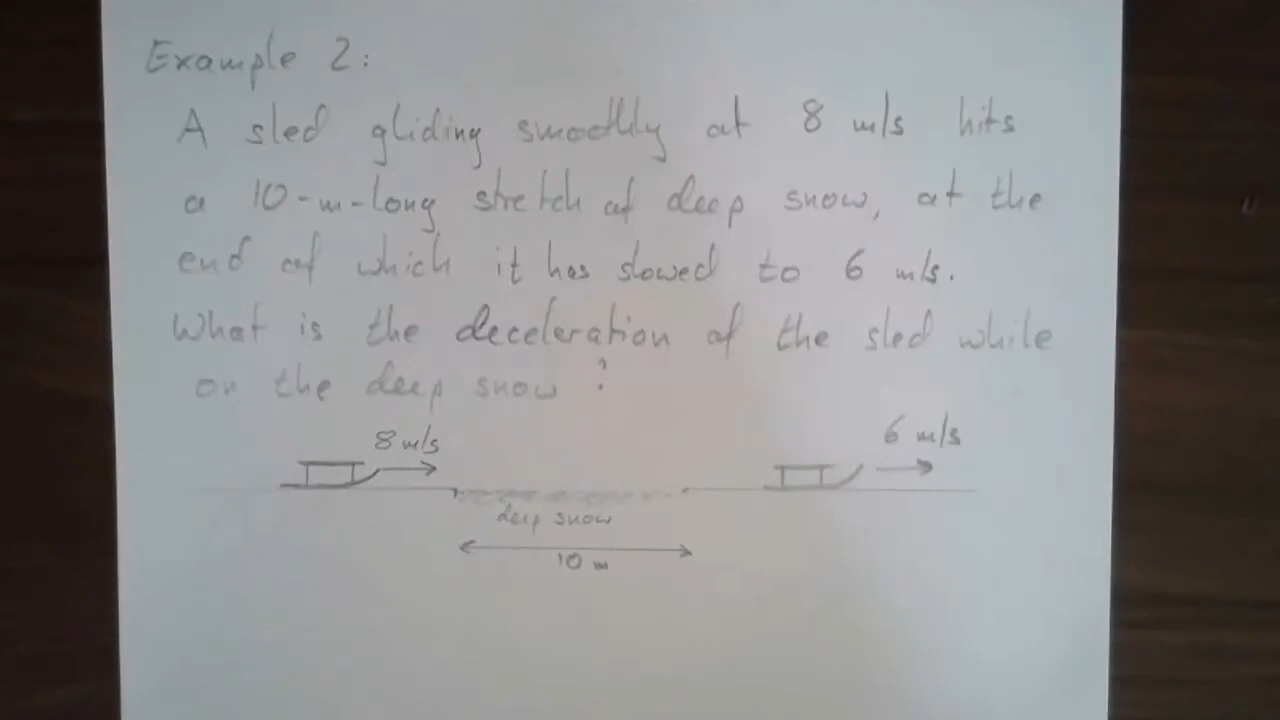 Example 2:
A sled gliding smoothly at 8 m/s hits
a 10-m-long stretch of deep snow, at the
end of which it has slowed to 6 m/s.
What is the deceleration of the sled while
on the deep snow?
8 m/s
6 m/s
deep snow
10 m